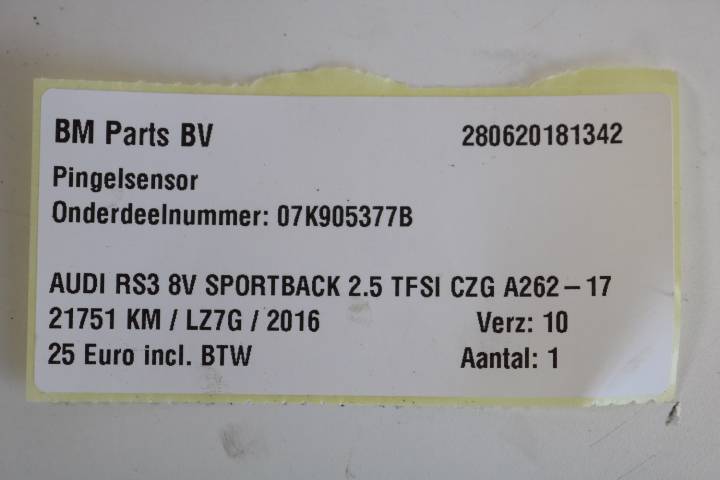 BM Parts BV 280620181342
Pingelsensor
Onderdeelnummer: 07K905377B
AUDI RS3 8V SPORTBACK 2.5 TFSI CZG A262-17
21751 KM / LZ7G / 2016 Verz: 10
25 Euro incl. BTW Aantal: 1